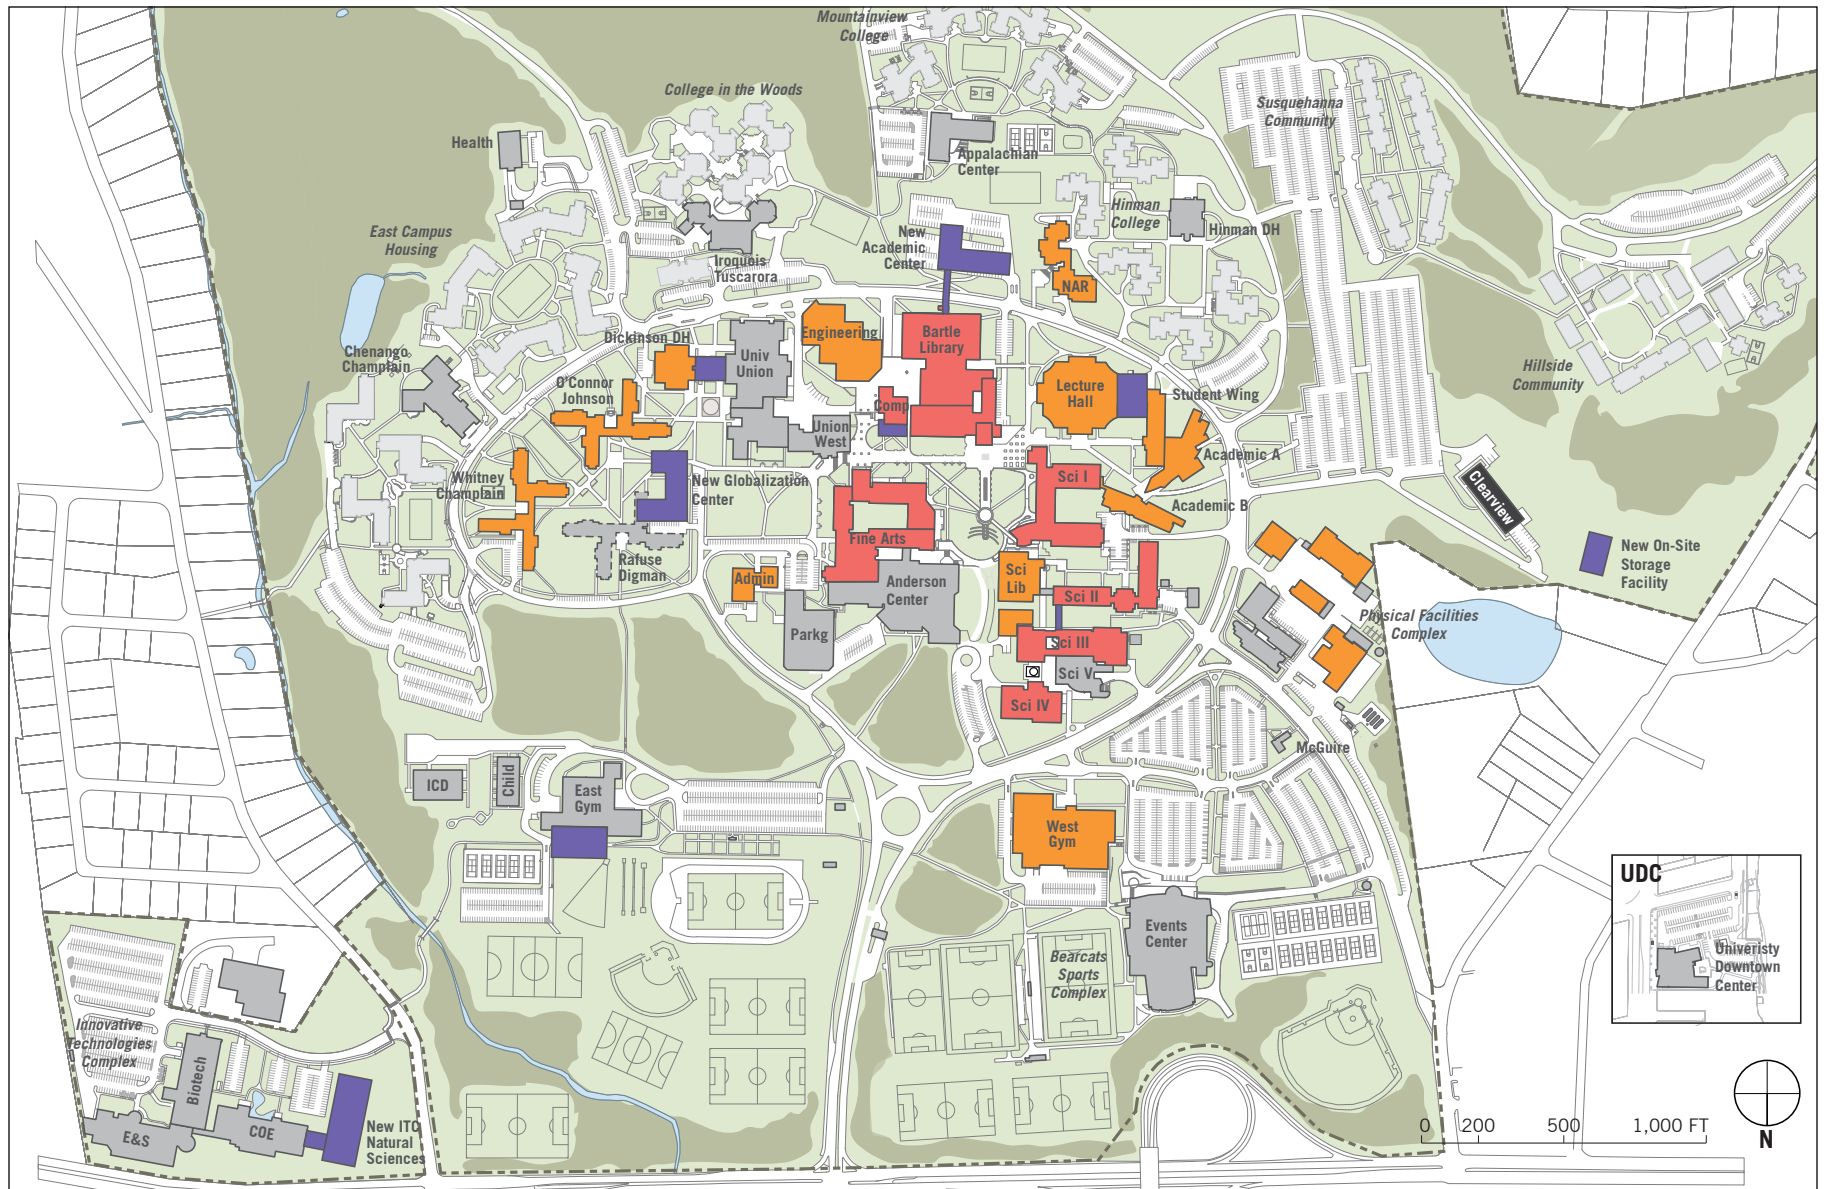 Mountainview
College
College in the Woods
Susquehanna
Community
Health
Appalachian
Center
East Campus
Housing
New
Academic
Center
Hinman
College
Hinman DH
Iroquois
Tuscarora
NAR
Dickinson DH
Engineering
Bartle
Library
Chenango
Champlain
Univ
Union
Hillside
Community
O'Connor
Johnson
Comp
Lecture
Hall
Student Wing
Union
West
Academic A
Whitney
Champlain
New Globalization
Center
Sci I
Academic B
Clearview
Fine Arts
New On-Site
Storage
Facility
Rafuse
Digman
Admin
Anderson
Center
Sci
Lib
Sci II
Parkg
Physical Facilities
Complex
Sci III
Sci V
Sci IV
McGuire
ICD
Child
East
Gym
West
Gym
UDC
Univeristy
Downtown
Center
Events
Center
Bearcats
Sports
Complex
Innovative
Technologies
Complex
Biotech
E&S
COE
New ITC
Natural
Sciences
0 200 500 1,000 FT
N